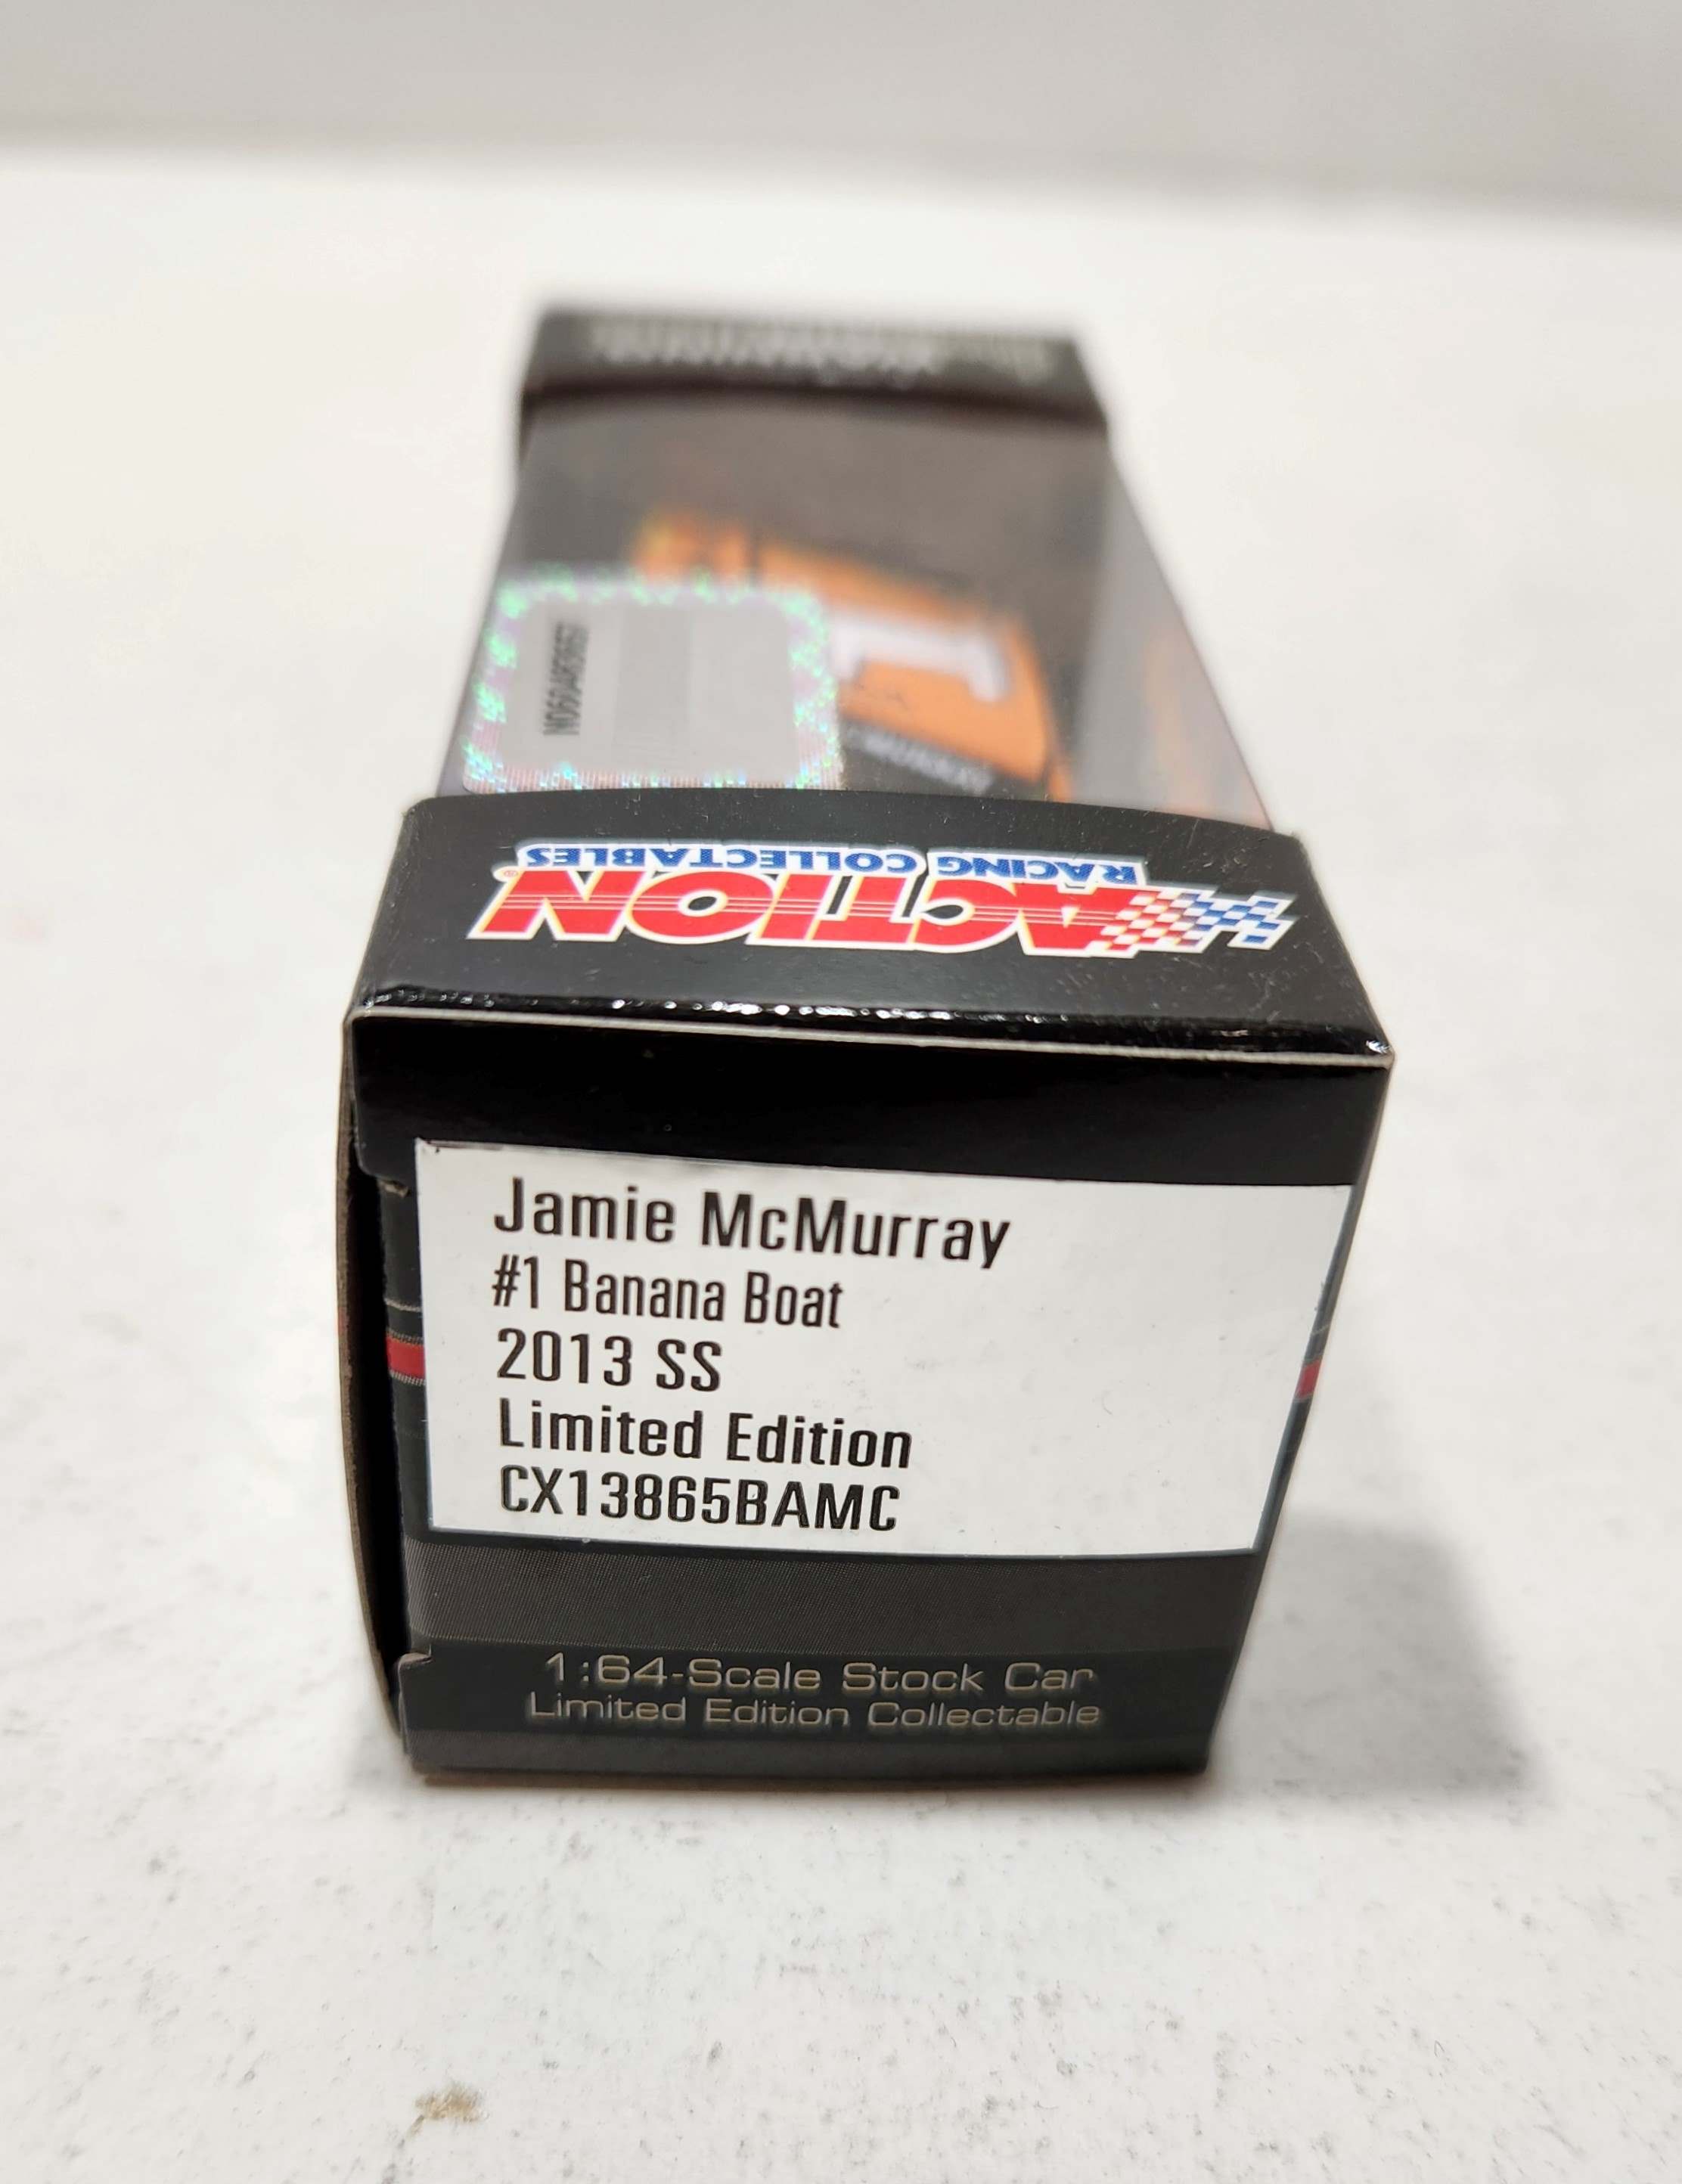 ACTION®
RACING COLLECTABLES
Jamie McMurray
#1 Banana Boat
2013 SS
Limited Edition
CX13865BAMC
1:64-Scale Stock Car
Limited Edition Collectable